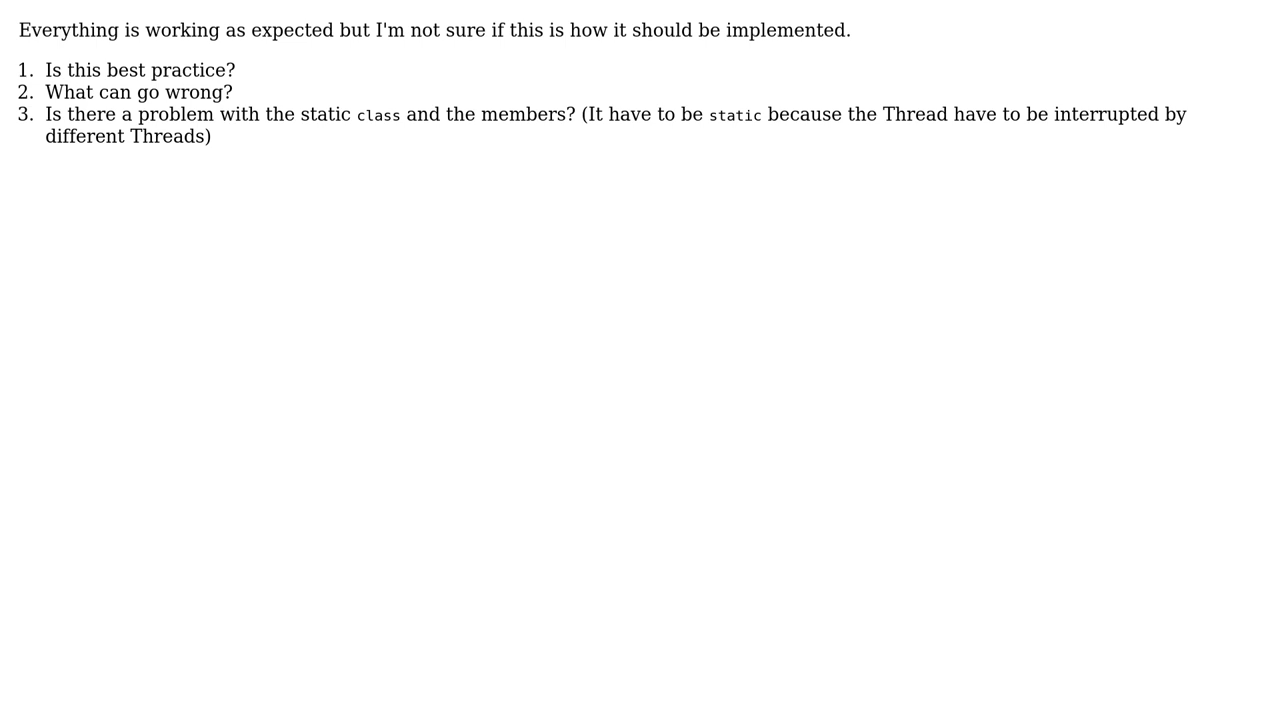 Everything is working as expected but I'm not sure if this is how it should be implemented.
1. Is this best practice?
2. What can go wrong?
3. Is there a problem with the static class and the members? (It have to be static because the Thread have to be interrupted by
different Threads)